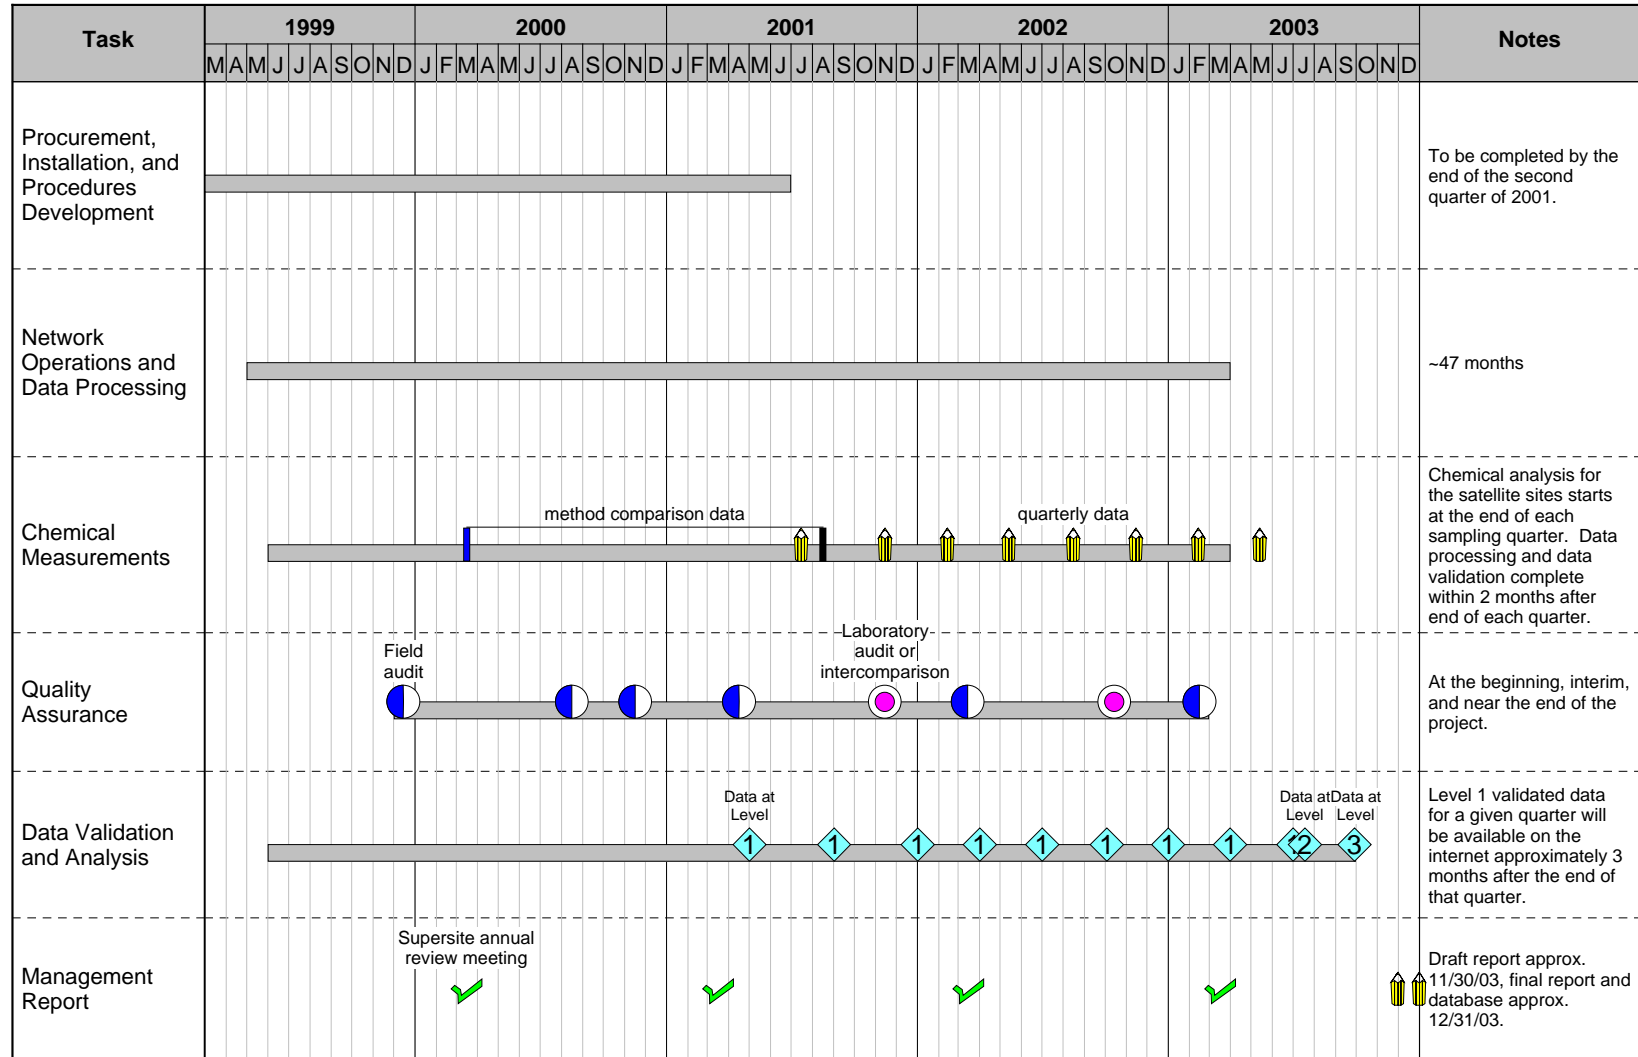 Task
1999
2000
2001
2002
2003
Notes
M A M J J A S O N D J F M A M J J A S O N D J F M A M J J A S O N D J F M A M J J A S O N D J F M A M J J A S O N D
Procurement,
Installation, and
Procedures
Development
To be completed by the
end of the second
quarter of 2001.
Network
Operations and
Data Processing
~47 months
Chemical
Measurements
method comparison data
quarterly data
Chemical analysis for
the satellite sites starts
at the end of each
sampling quarter. Data
processing and data
validation complete
within 2 months after
end of each quarter.
Quality
Assurance
Field
audit
Laboratory
audit or
intercomparison
At the beginning, interim,
and near the end of the
project.
Data Validation
and Analysis
Data at
Level
Data at
Level
Data at
Level
1 1 1 1 1 1 1 1 1 2 3
Level 1 validated data
for a given quarter will
be available on the
internet approximately 3
months after the end of
that quarter.
Management
Report
Supersite annual
review meeting
Draft report approx.
11/30/03, final report and
database approx.
12/31/03.